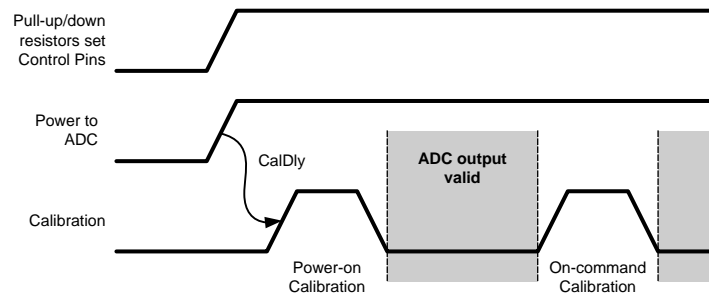 Pull-up/down
resistors set
Control Pins
Power to
ADC
CalDly
ADC output
valid
Calibration
Power-on
Calibration
On-command
Calibration